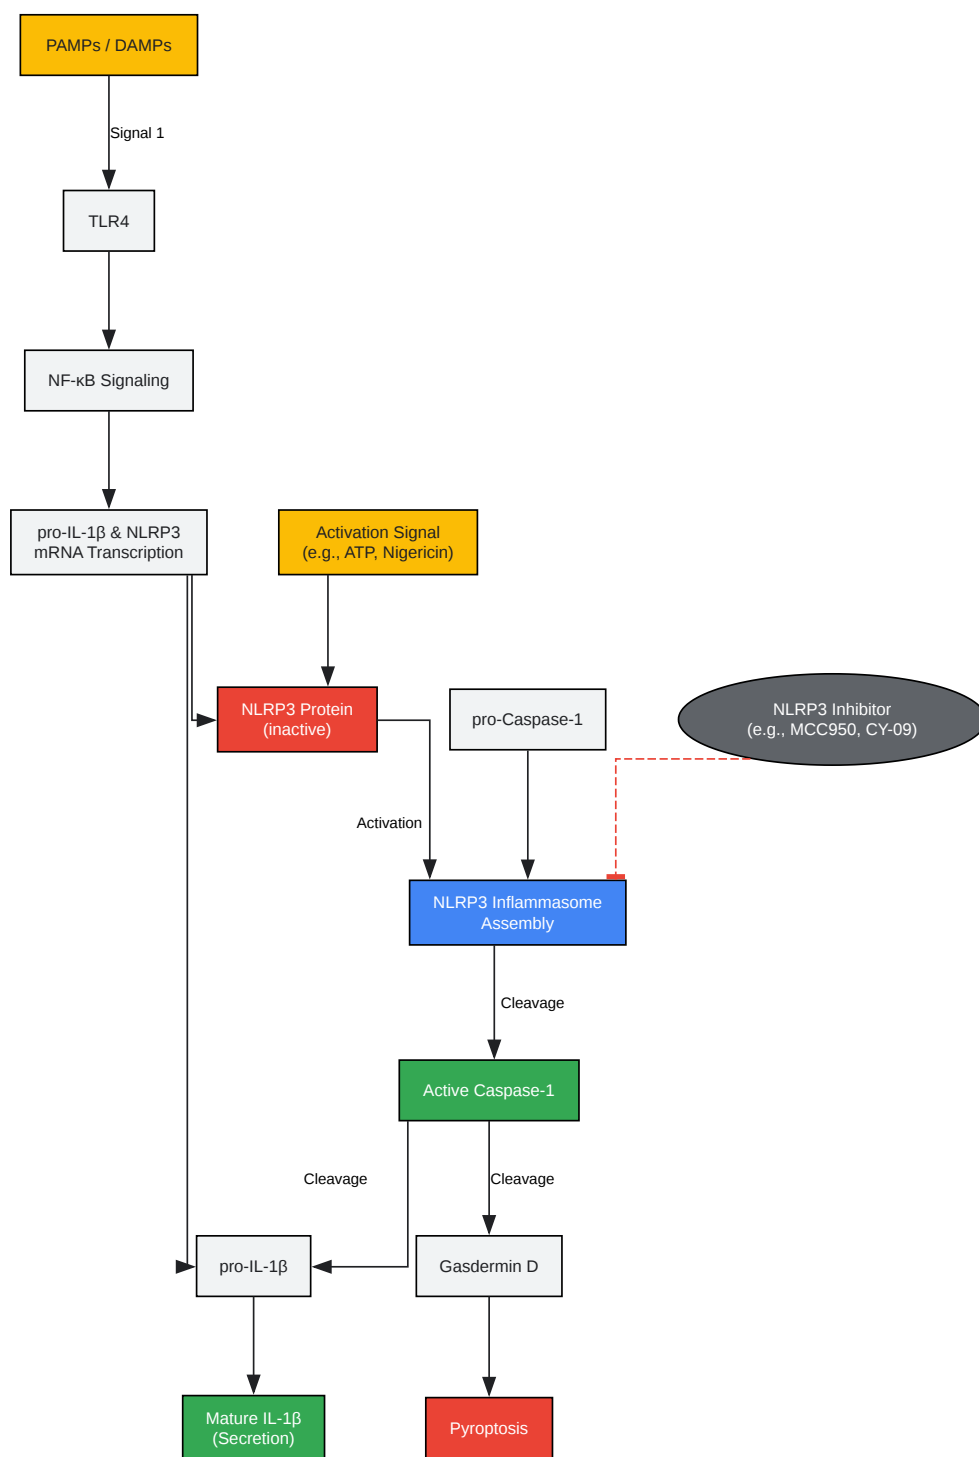 PAMPs / DAMPs
Signal 1
TLR4
NF-κB Signaling
pro-IL-1β & NLRP3
mRNA Transcription
Activation Signal
(e.g., ATP, Nigericin)
NLRP3 Protein
(inactive)
pro-Caspase-1
NLRP3 Inhibitor
(e.g., MCC950, CY-09)
Activation
NLRP3 Inflammasome
Assembly
Cleavage
Active Caspase-1
Cleavage
Cleavage
pro-IL-1β
Gasdermin D
Mature IL-1β
(Secretion)
Pyroptosis